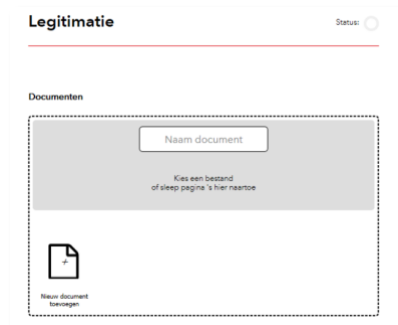 Legitimatie
Status:
Documenten
Naam document
Kies een bestand
of sleep pagina 's hier naartoe
Nieuw document
toevoegen